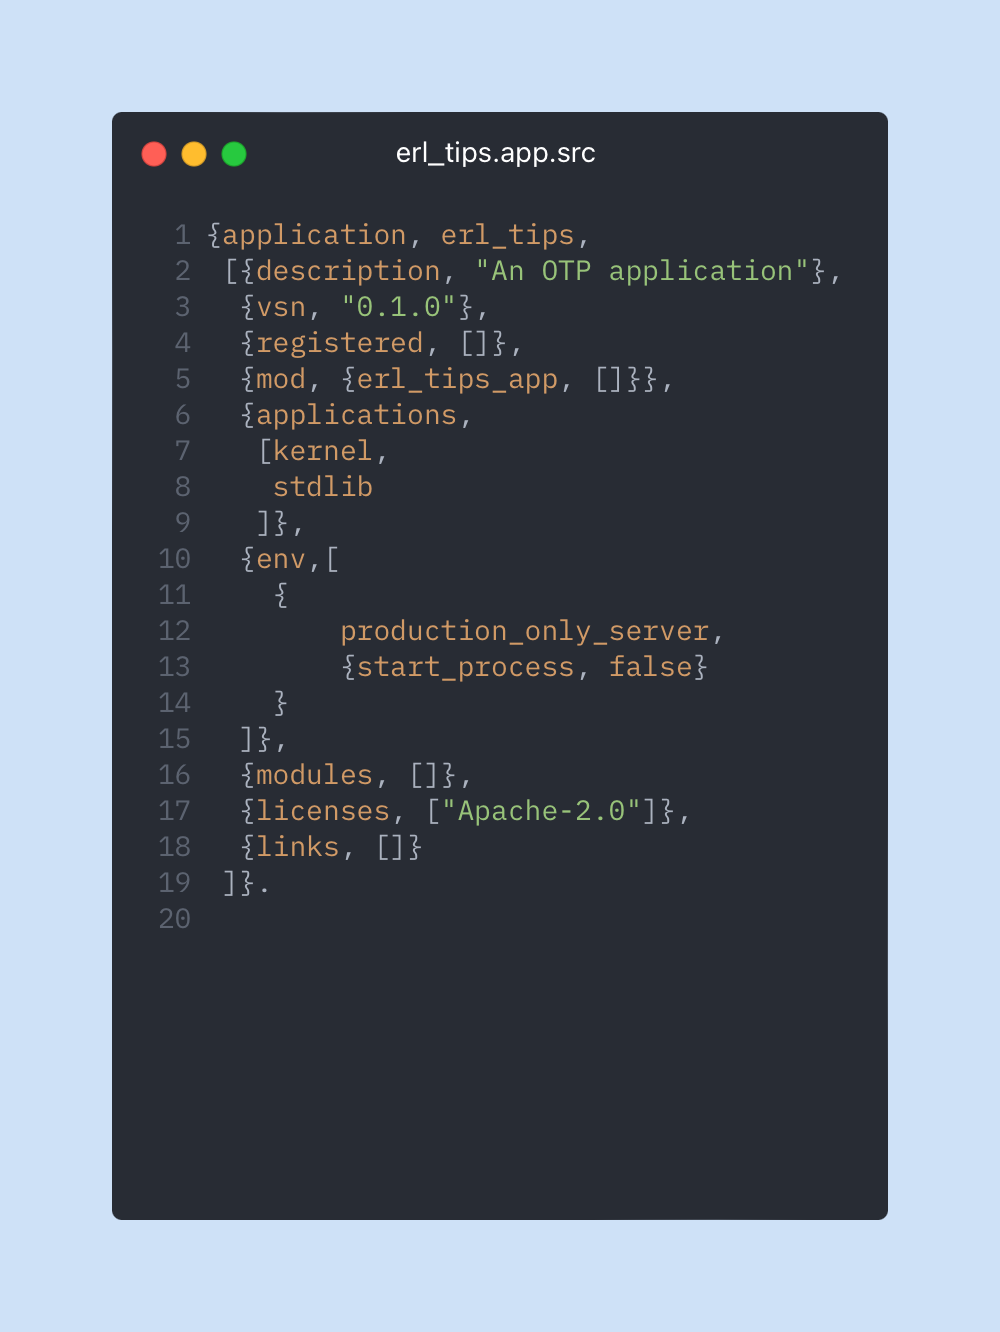 erl_tips.app.src
1 {application, erl_tips,
2  [{description, "An OTP application"},
3   {vsn, "0.1.0"},
4   {registered, []},
5   {mod, {erl_tips_app, []}},
6   {applications,
7    [kernel,
8     stdlib
9    ]},
10   {env,[
11     {
12         production_only_server,
13         {start_process, false}
14     }
15   ]},
16   {modules, []},
17   {licenses, ["Apache-2.0"]},
18   {links, []}
19  ]}.
20